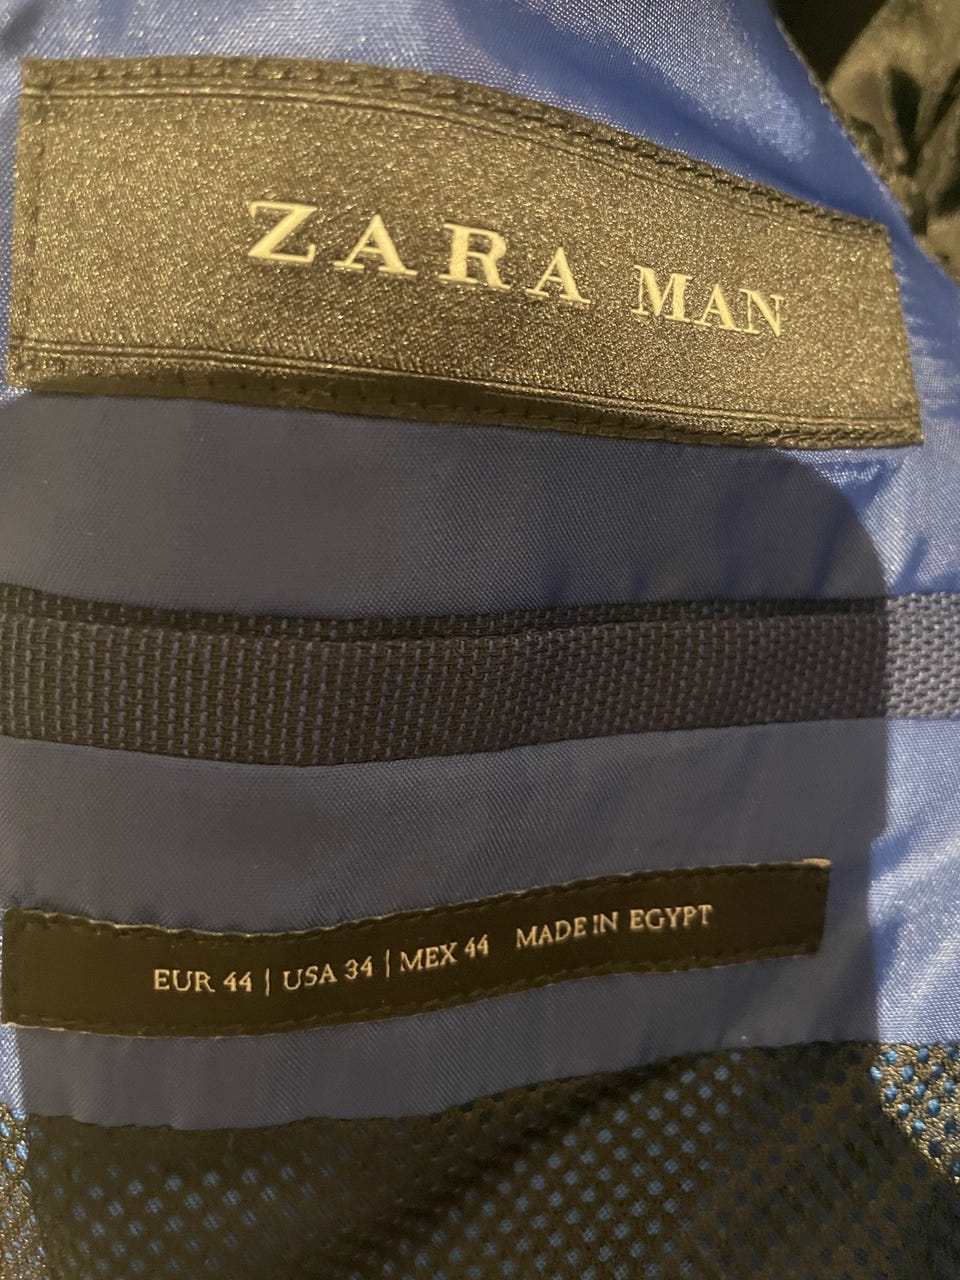 ZARA MAN
EUR 44 | USA 34 | MEX 44 MADE IN EGYPT